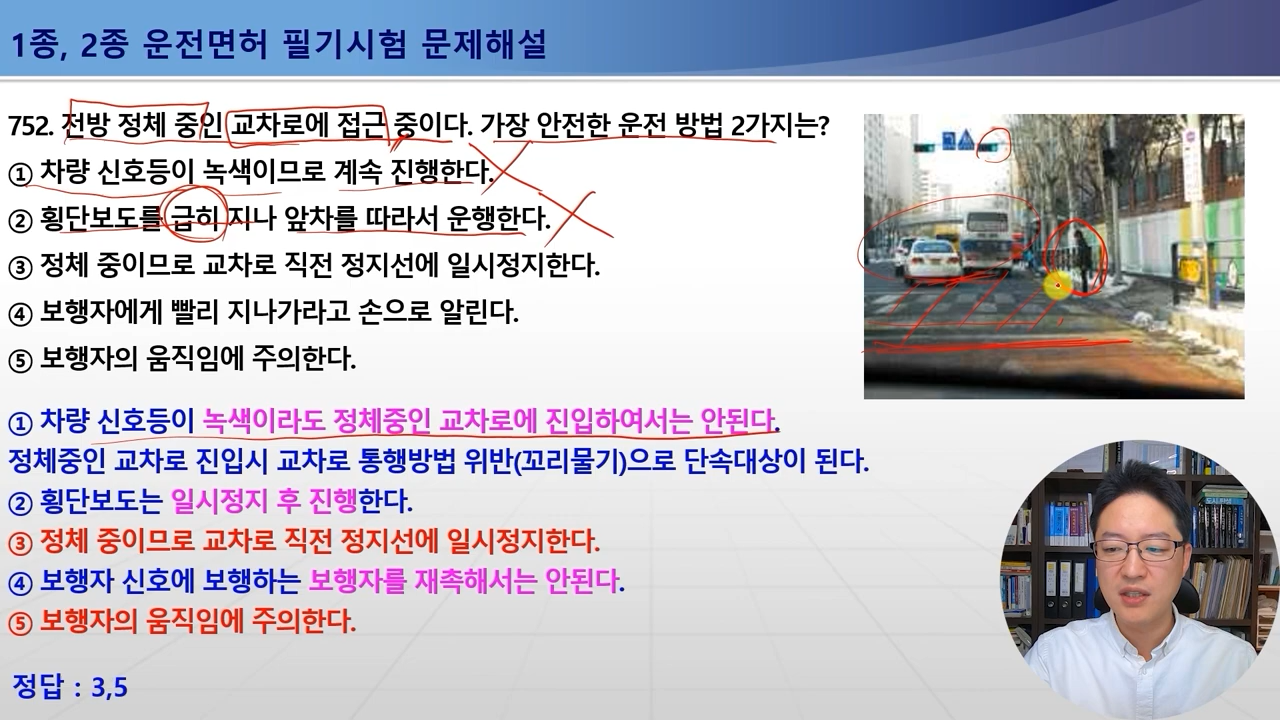 1종, 2종 운전면허 필기시험 문제해설
752. 전방 정체 중인 교차로에 접근 중이다. 가장 안전한 운전 방법 2가지는?
① 차량 신호등이 녹색이므로 계속 진행한다.
② 횡단보도를 급히 지나 앞차를 따라서 운행한다.
③ 정체 중이므로 교차로 직전 정지선에 일시정지한다.
④ 보행자에게 빨리 지나가라고 손으로 알린다.
⑤ 보행자의 움직임에 주의한다.
① 차량 신호등이 녹색이라도 정체중인 교차로에 진입하여서는 안된다.
정체중인 교차로 진입시 교차로 통행방법 위반(꼬리물기)으로 단속대상이 된다.
② 횡단보도는 일시정지 후 진행한다.
③ 정체 중이므로 교차로 직전 정지선에 일시정지한다.
④ 보행자 신호에 보행하는 보행자를 재촉해서는 안된다.
⑤ 보행자의 움직임에 주의한다.
정답 : 3,5